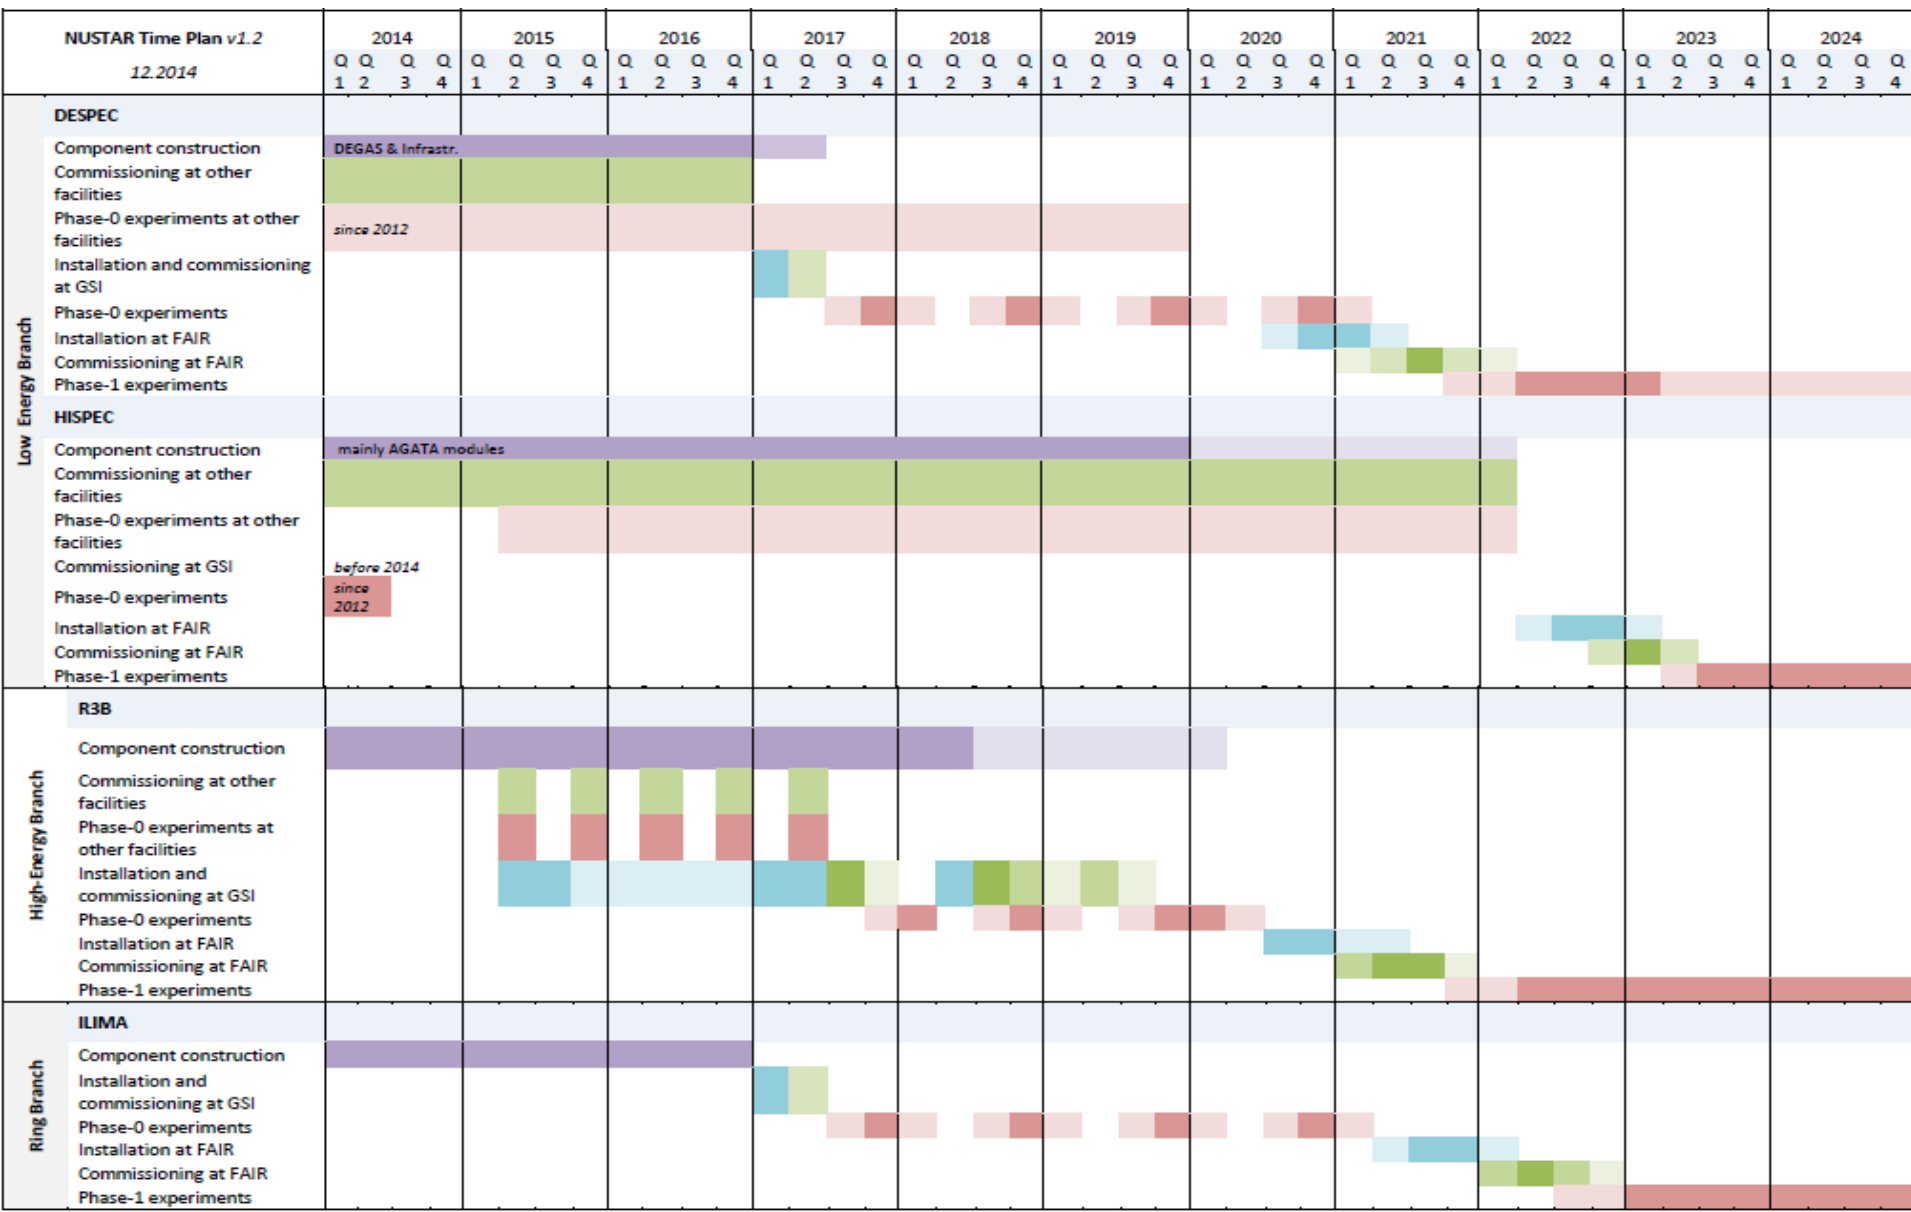 NUSTAR Time Plan v1.2
12.2014
2014 2015 2016 2017 2018 2019 2020 2021 2022 2023 2024
Q Q Q Q Q Q Q Q Q Q Q Q Q Q Q Q Q Q Q Q Q Q Q Q Q Q Q Q Q Q Q Q Q Q Q Q Q Q Q Q Q Q Q Q
1 2 3 4 1 2 3 4 1 2 3 4 1 2 3 4 1 2 3 4 1 2 3 4 1 2 3 4 1 2 3 4 1 2 3 4 1 2 3 4 1 2 3 4
Low Energy Branch
DESPEC
Component construction
DEGAS & Infrastr.
Commissioning at other
facilities
Phase-0 experiments at other
facilities
since 2012
Installation and commissioning
at GSI
Phase-0 experiments
Installation at FAIR
Commissioning at FAIR
Phase-1 experiments
HISPEC
Component construction
mainly AGATA modules
Commissioning at other
facilities
Phase-0 experiments at other
facilities
Commissioning at GSI
before 2014
Phase-0 experiments
since
2012
Installation at FAIR
Commissioning at FAIR
Phase-1 experiments
High-Energy Branch
R3B
Component construction
Commissioning at other
facilities
Phase-0 experiments at
other facilities
Installation and
commissioning at GSI
Phase-0 experiments
Installation at FAIR
Commissioning at FAIR
Phase-1 experiments
Ring Branch
ILIMA
Component construction
Installation and
commissioning at GSI
Phase-0 experiments
Installation at FAIR
Commissioning at FAIR
Phase-1 experiments